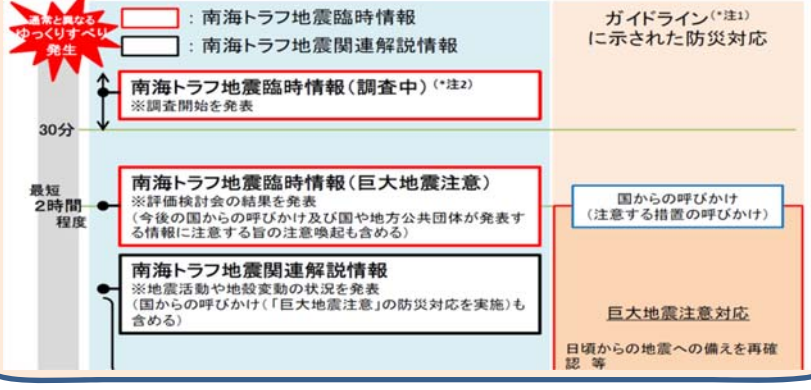 通常と異なる
ゆっくりすべり
発生
：南海トラフ地震臨時情報
：南海トラフ地震関連解説情報
ガイドライン(*注1)
に示された防災対応
南海トラフ地震臨時情報(調査中)(*注2)
※調査開始を発表
30分
最短
2時間
程度
南海トラフ地震臨時情報(巨大地震注意)
※評価検討会の結果を発表
(今後の国からの呼びかけ及び国や地方公共団体が発表す
る情報に注意する旨の注意喚起も含める)
国からの呼びかけ
(注意する措置の呼びかけ)
南海トラフ地震関連解説情報
※地震活動や地殻変動の状況を発表
(国からの呼びかけ(「巨大地震注意」の防災対応を実施)も
含める)
巨大地震注意対応
日頃からの地震への備えを再確
認 等